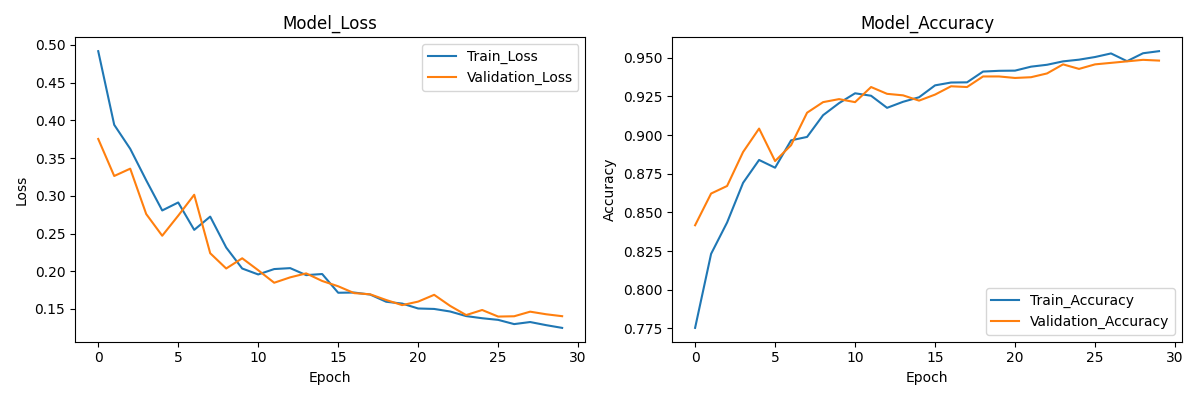 Model_Loss
0.50
0.45
0.40
0.35
0.30
0.25
0.20
0.15
Loss
Train_Loss
Validation_Loss
0 5 10 15 20 25 30
Epoch
Model_Accuracy
0.950
0.925
0.900
0.875
0.850
0.825
0.800
0.775
Accuracy
Train_Accuracy
Validation_Accuracy
0 5 10 15 20 25 30
Epoch